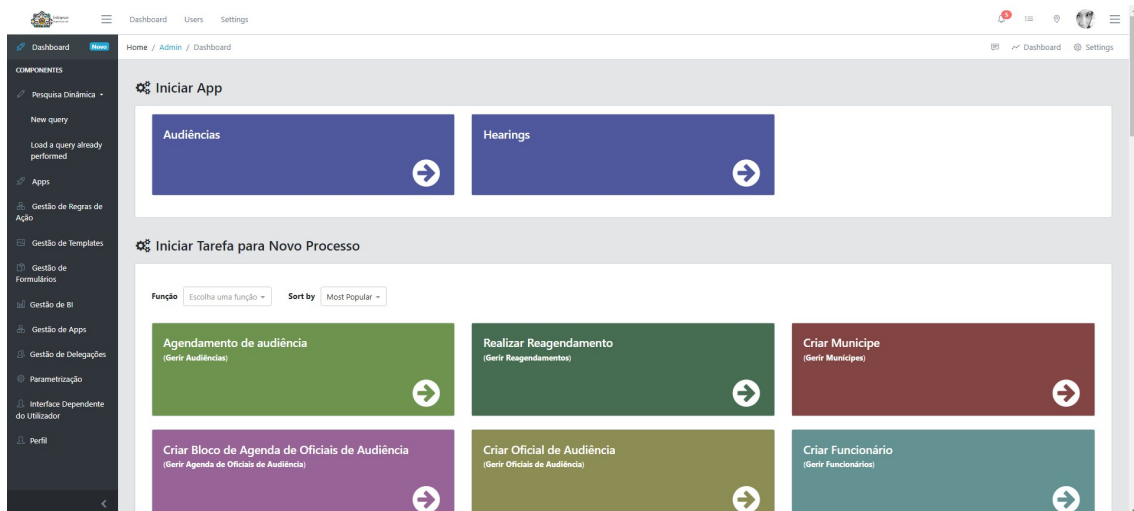 Dashboard Users Settings
5
Dashboard Novo
Home / Admin / Dashboard
Dashboard Settings
COMPONENTES
Pesquisa Dinâmica
New query
Load a query already
performed
Apps
Gestão de Regras de
Ação
Gestão de Templates
Gestão de
Formulários
Gestão de BI
Gestão de Apps
Gestão de Delegações
Parametrização
Interface Dependente
do Utilizador
Perfil
Iniciar App
Audiências
Hearings
Iniciar Tarefa para Novo Processo
Função Escolha uma função Sort by Most Popular
Agendamento de audiência
(Gerir Audiências)
Realizar Reagendamento
(Gerir Reagendamentos)
Criar Municipe
(Gerir Munícipes)
Criar Bloco de Agenda de Oficiais de Audiência
(Gerir Agenda de Oficiais de Audiência)
Criar Oficial de Audiência
(Gerir Oficiais de Audiência)
Criar Funcionário
(Gerir Funcionários)